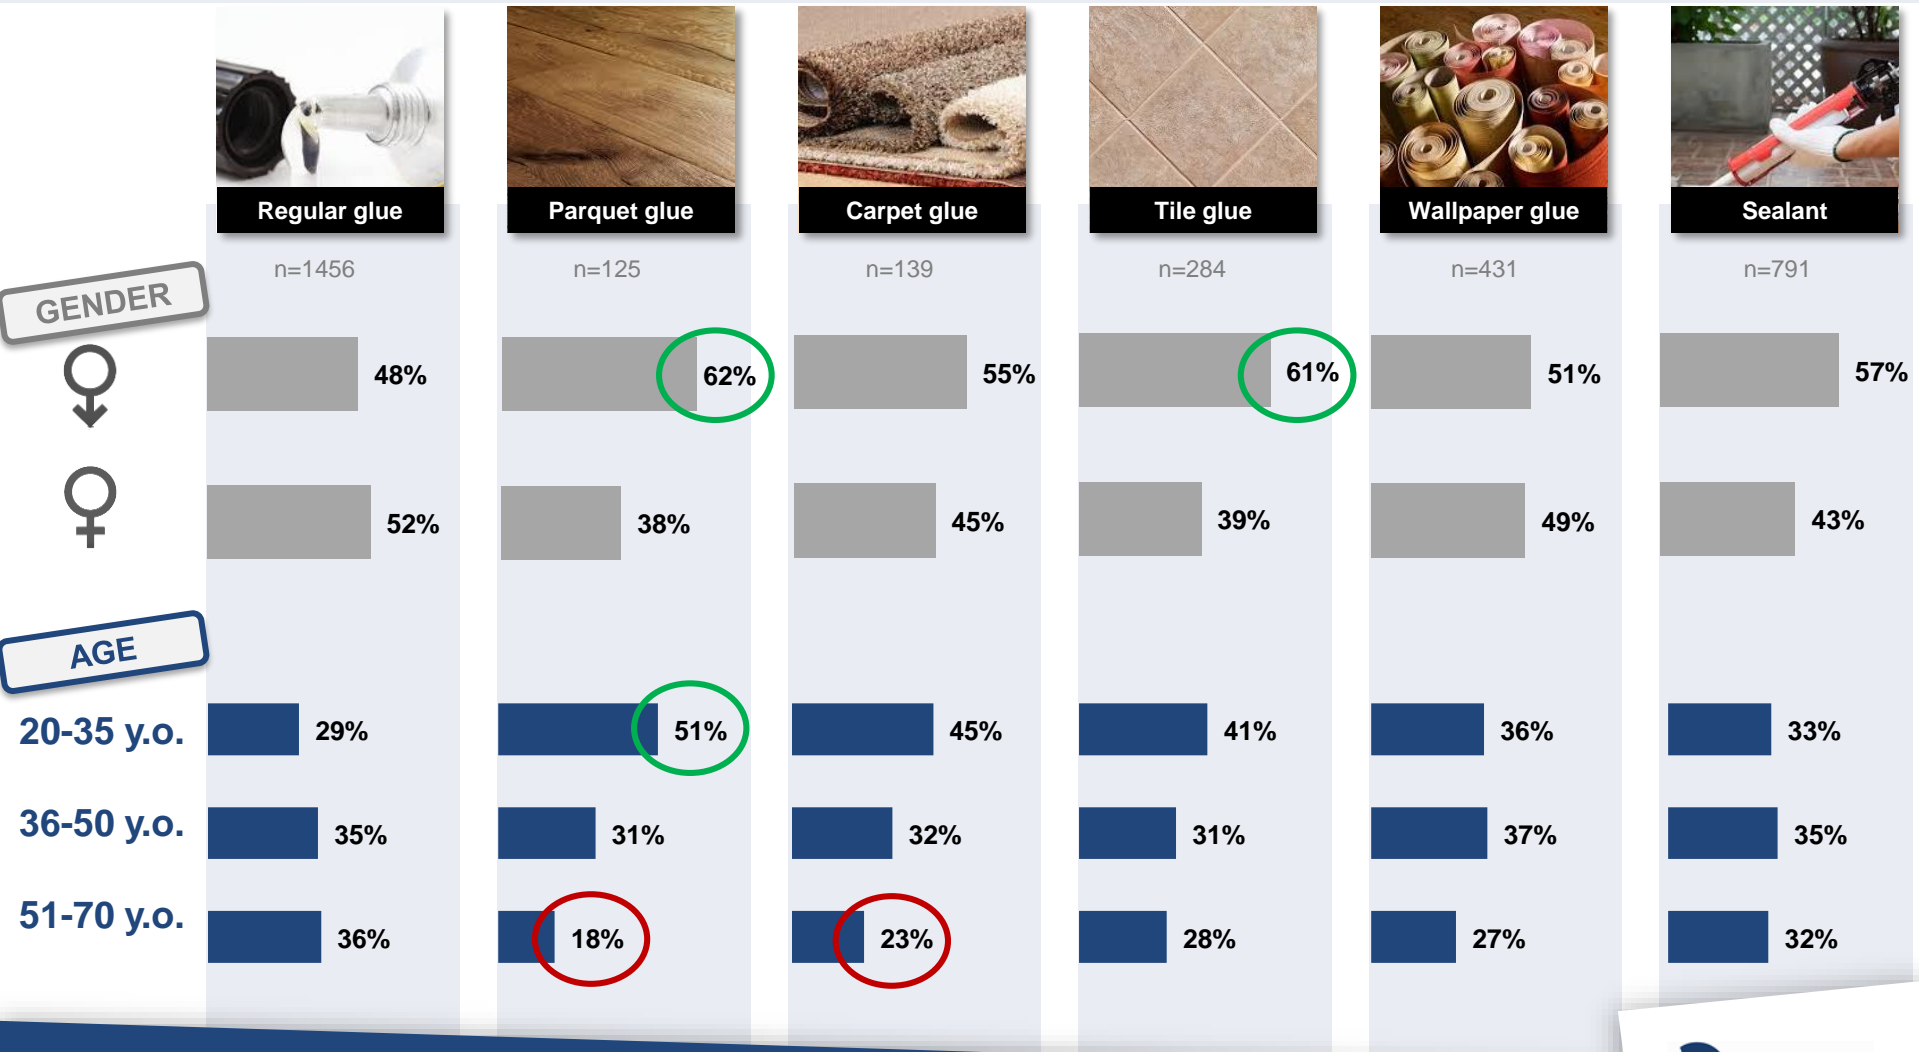 Regular glue Parquet glue Carpet glue Tile glue Wallpaper glue Sealant
n=1456 n=125 n=139 n=284 n=431 n=791
GENDER
48% 62% 55% 61% 51% 57%
52% 38% 45% 39% 49% 43%
AGE
20-35 y.o. 29% 51% 45% 41% 36% 33%
36-50 y.o. 35% 31% 32% 31% 37% 35%
51-70 y.o. 36% 18% 23% 28% 27% 32%